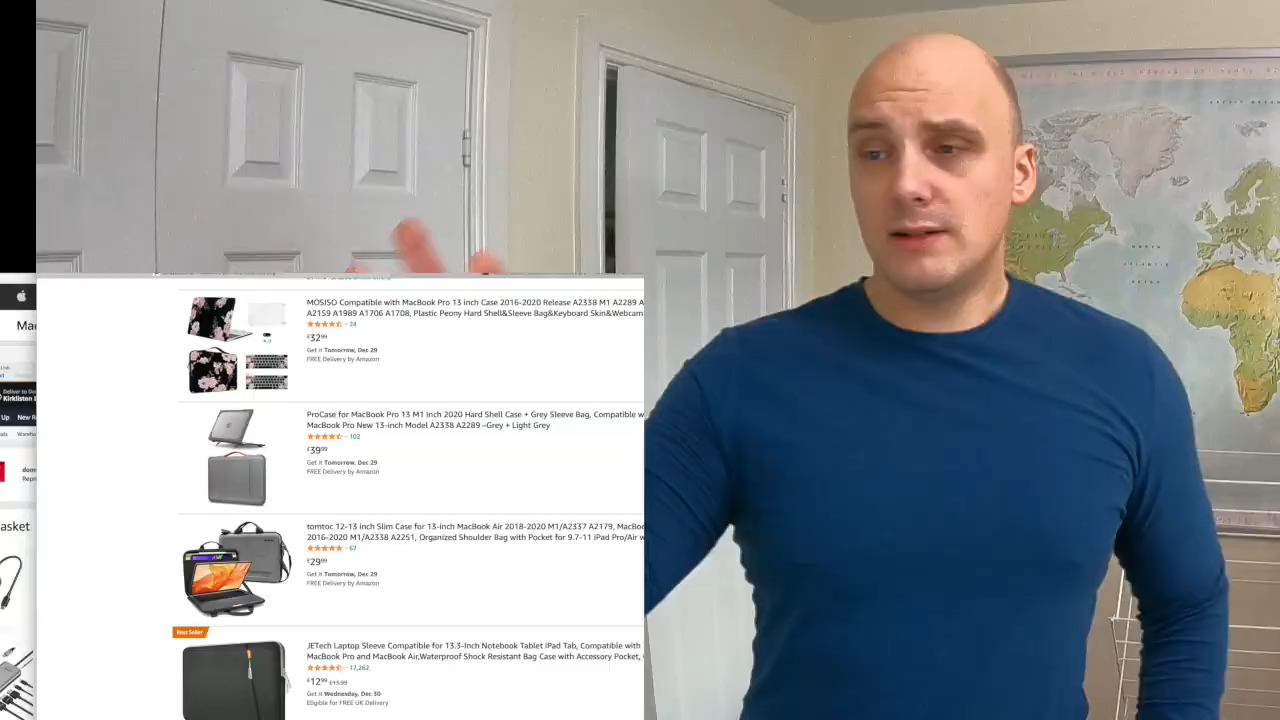 Mac
Deliver to Do
Kirkliston
Up New R
asket
MOSISO Compatible with MacBook Pro 13 inch Case 2016-2020 Release A2338 M1 A2289 A
A2159 A1989 A1706 A1708, Plastic Peony Hard Shell&Sleeve Bag&Keyboard Skin&Webcam
24
£32.99
Get it Tomorrow, Dec 29
FREE Delivery by Amazon
ProCase for MacBook Pro 13 M1 Inch 2020 Hard Shell Case + Grey Sleeve Bag, Compatible w
MacBook Pro New 13-inch Model A2338 A2289 –Grey + Light Grey
102
£39.99
Get it Tomorrow, Dec 29
FREE Delivery by Amazon
tomtoc 12-13 inch Slim Case for 13-inch MacBook Air 2018-2020 M1/A2337 A2179, MacBoo
2016-2020 M1/A2338 A2251, Organized Shoulder Bag with Pocket for 9.7-11 iPad Pro/Air w
67
£29.99
Get it Tomorrow, Dec 29
FREE Delivery by Amazon
Best Seller
JETech Laptop Sleeve Compatible for 13.3-Inch Notebook Tablet iPad Tab, Compatible with
MacBook Pro and MacBook Air,Waterproof Shock Resistant Bag Case with Accessory Pocket,
17,262
£12.99 £15.99
Get it Wednesday, Dec 30
Eligible for FREE UK Delivery